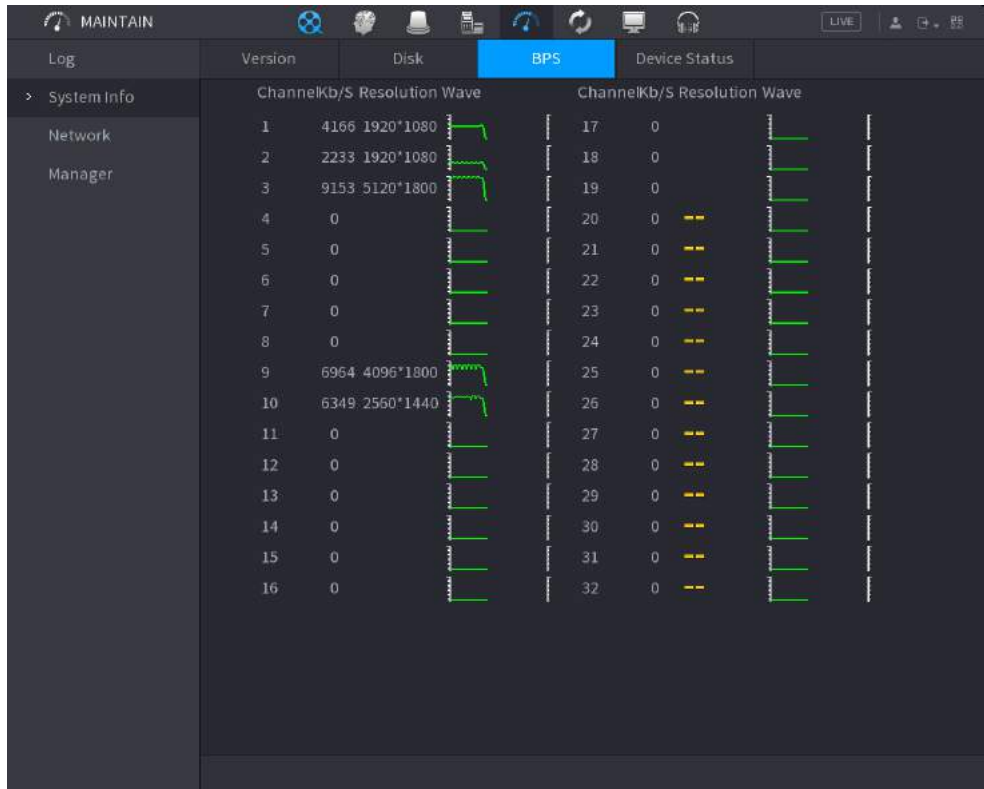 MAINTAIN LIVE
Log Version Disk BPS Device Status
> System Info ChannelKb/S Resolution Wave ChannelKb/S Resolution Wave
Network
Manager
1 4166 1920*1080 17 0
2 2233 1920*1080 18 0
3 9153 5120*1800 19 0
4 0 20 0 --
5 0 21 0 --
6 0 22 0 --
7 0 23 0 --
8 0 24 0 --
9 6964 4096*1800 25 0 --
10 6349 2560*1440 26 0 --
11 0 27 0 --
12 0 28 0 --
13 0 29 0 --
14 0 30 0 --
15 0 31 0 --
16 0 32 0 --